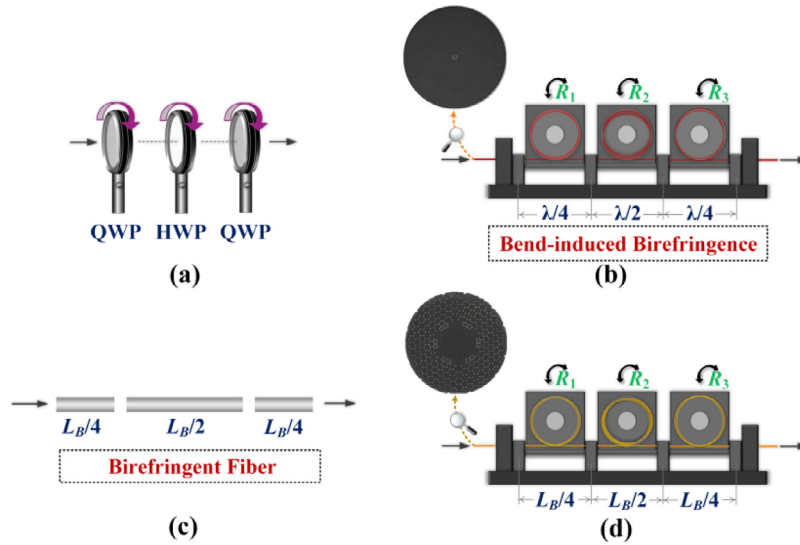 QWP HWP QWP
(a)
R1 R2 R3
λ/4 λ/2 λ/4
Bend-induced Birefringence
(b)
LB/4 LB/2 LB/4
Birefringent Fiber
(c)
R1 R2 R3
LB/4 LB/2 LB/4
(d)